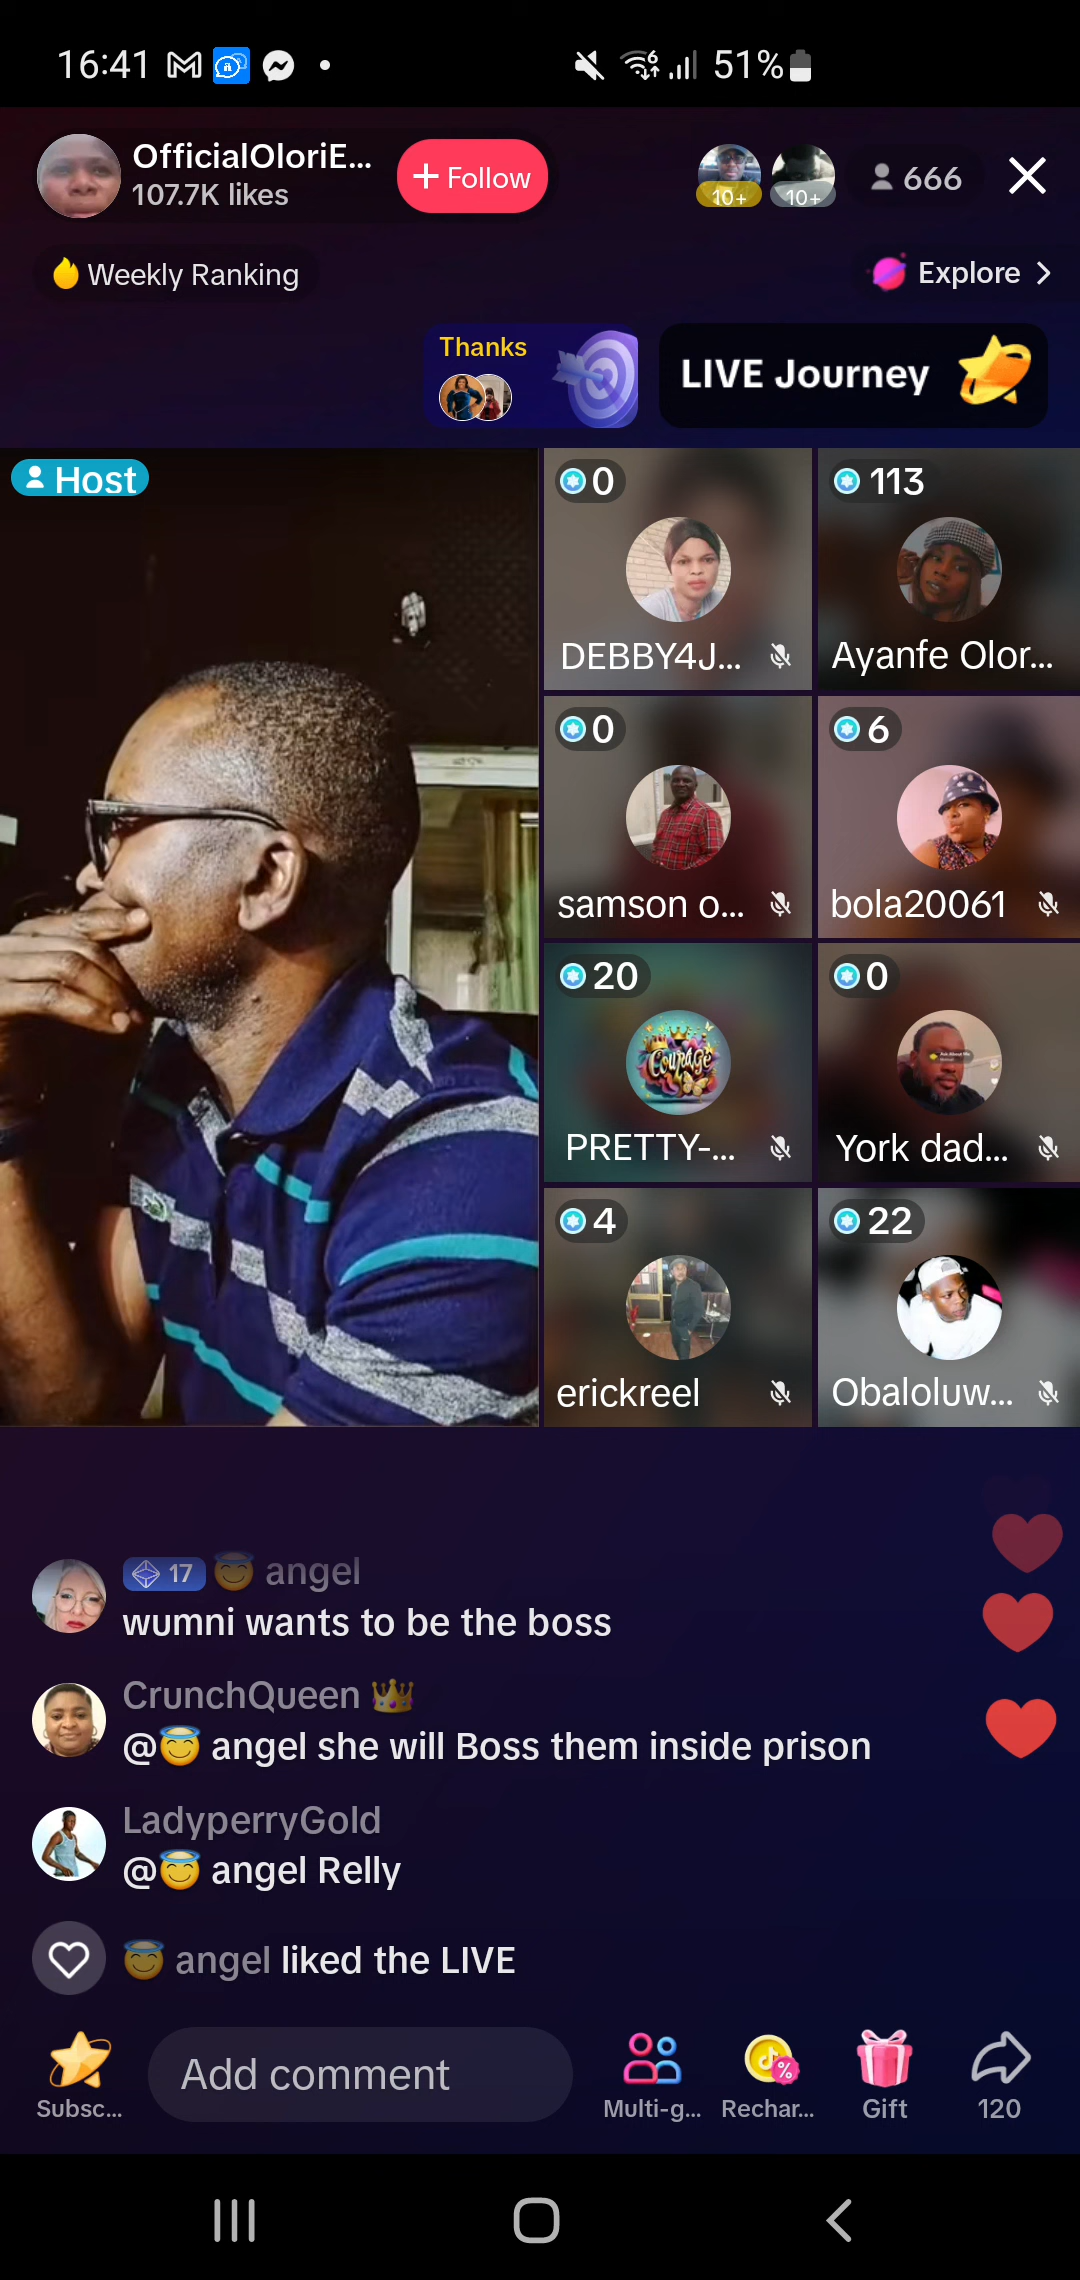 16:41
51%
OfficialOloriE...
107.7K likes
+ Follow
10+
10+
666
Weekly Ranking
Explore >
Thanks
LIVE Journey
Host
0
DEBBY4J...
113
Ayanfe Olor...
0
samson o...
6
bola20061
20
Courage
PRETTY-...
0
York dad...
4
erickreel
22
Obaloluw...
17 😇 angel
wumni wants to be the boss
CrunchQueen 👑
@😇 angel she will Boss them inside prison
LadyperryGold
@😇 angel Relly
😇 angel liked the LIVE
Add comment
Subsc...
Multi-g...
Rechar...
Gift
120